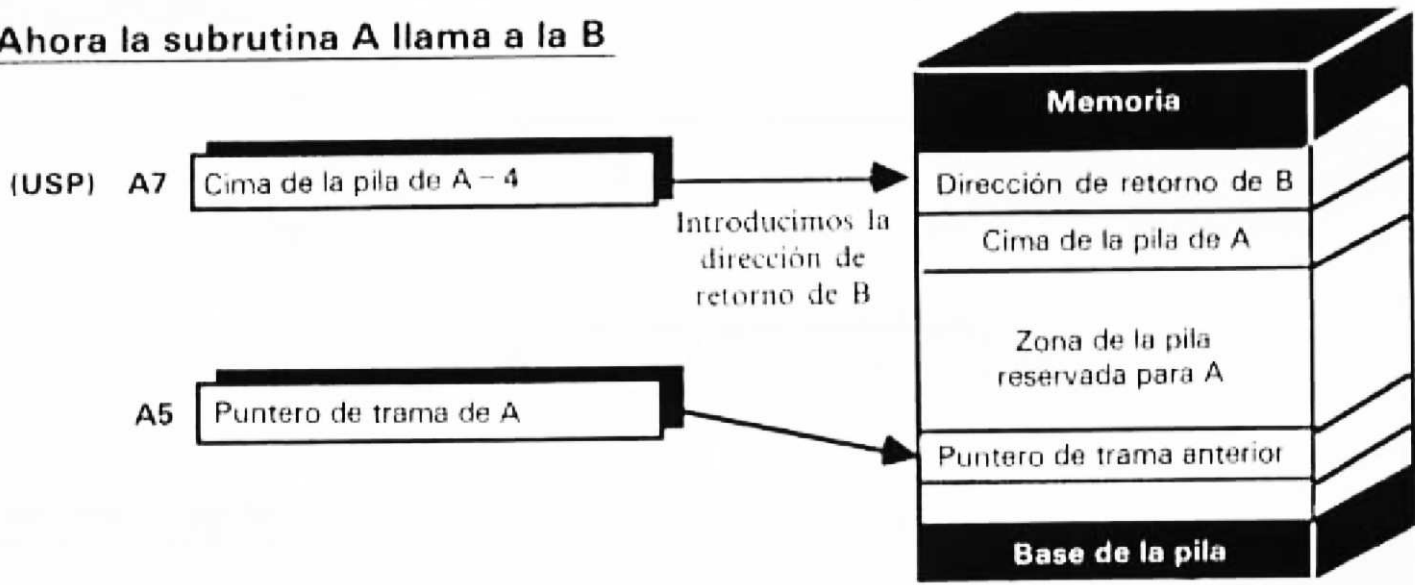 Ahora la subrutina A llama a la B
Memoria
(USP) A7 Cima de la pila de A – 4
Dirección de retorno de B
Introducimos la
dirección de
retorno de B
Cima de la pila de A
Zona de la pila
reservada para A
A5 Puntero de trama de A
Puntero de trama anterior
Base de la pila